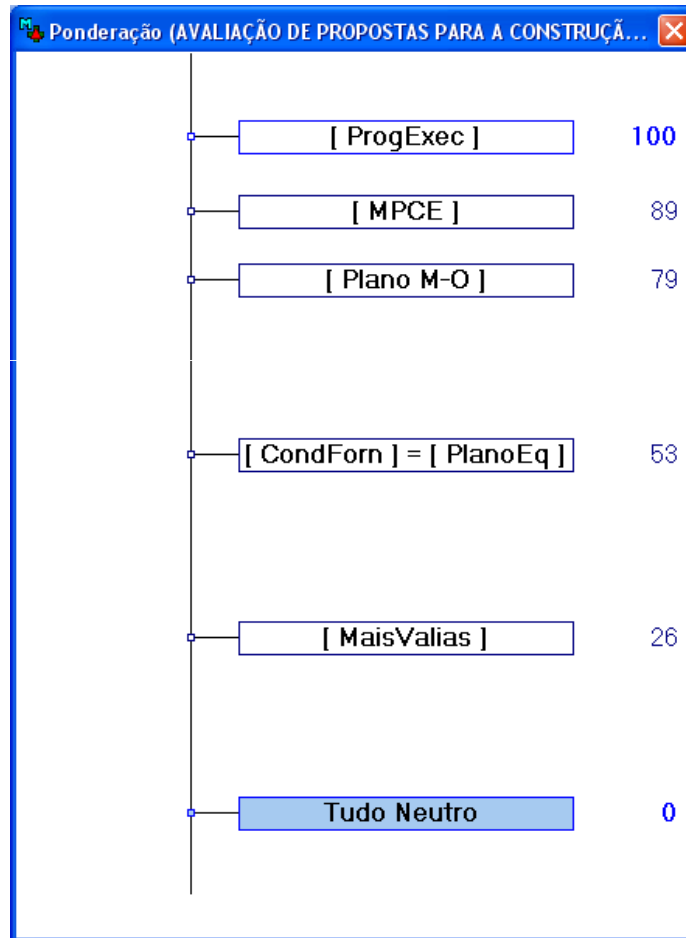 Ponderação (AVALIAÇÃO DE PROPOSTAS PARA A CONSTRUÇÃ...
[ ProgExec ] 100
[ MPCE ] 89
[ Plano M-O ] 79
[ CondForn ] = [ PlanoEq ] 53
[ MaisValias ] 26
Tudo Neutro 0